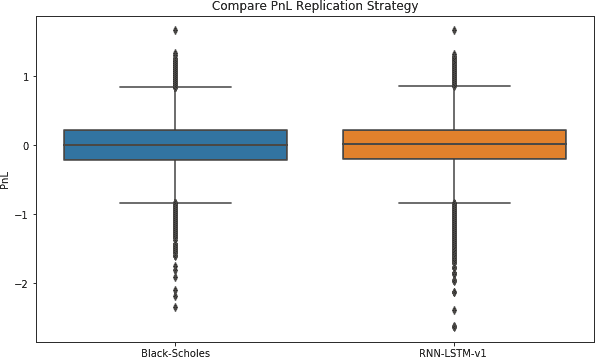 Compare PnL Replication Strategy
PnL
1
0
−1
−2
Black-Scholes
RNN-LSTM-v1